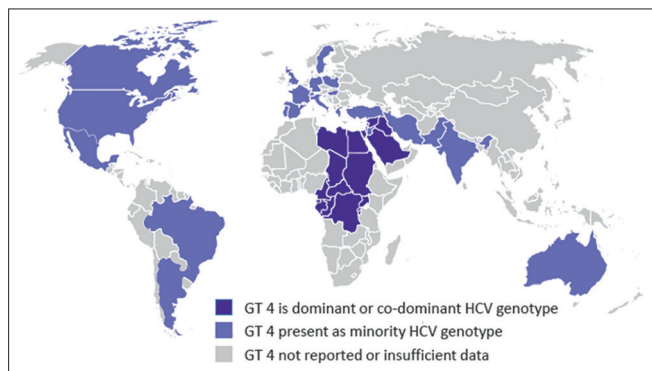 GT 4 is dominant or co-dominant HCV genotype
GT 4 present as minority HCV genotype
GT 4 not reported or insufficient data